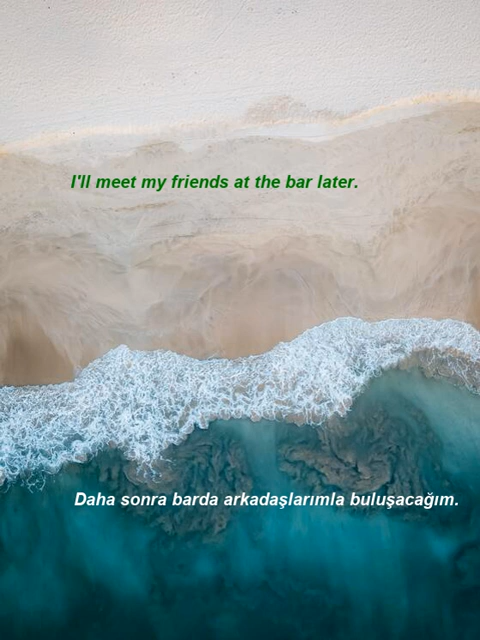 I'll meet my friends at the bar later.
Daha sonra barda arkadaşlarımla buluşacağım.